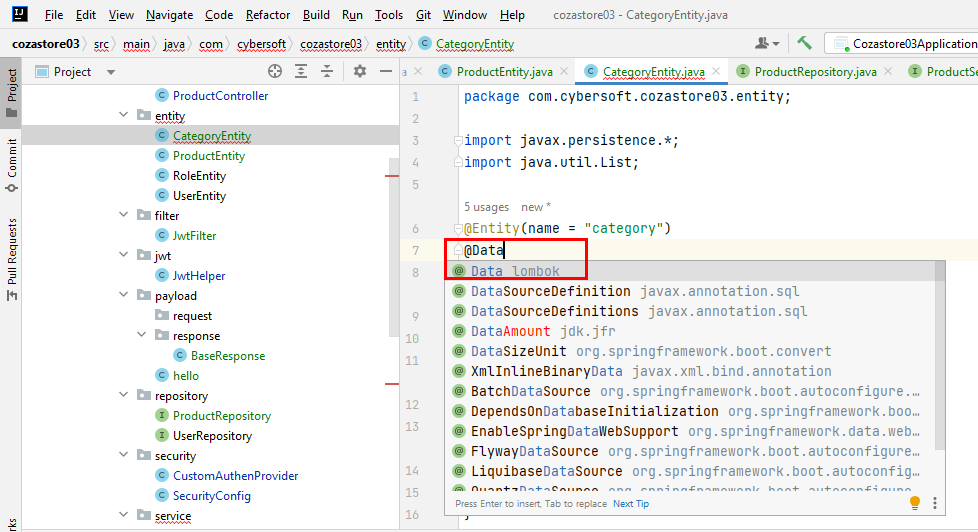 File Edit View Navigate Code Refactor Build Run Tools Git Window Help cozastore03 - CategoryEntity.java
cozastore03 src main java com cybersoft cozastore03 entity CategoryEntity Cozastore03Application
Project
Commit
Pull Requests
Project
ProductController
entity
CategoryEntity
ProductEntity
RoleEntity
UserEntity
filter
JwtFilter
jwt
JwtHelper
payload
request
response
BaseResponse
hello
repository
ProductRepository
UserRepository
security
CustomAuthenProvider
SecurityConfig
service
ProductEntity.java CategoryEntity.java ProductRepository.java ProductSe
1 package com.cybersoft.cozastore03.entity;
2
3 import javax.persistence.*;
4 import java.util.List;
5
5 usages new *
6 @Entity(name = "category")
7 @Data
8
9
10
11
12
13
14
15
16 }
Data lombok
DataSourceDefinition javax.annotation.sql
DataSourceDefinitions javax.annotation.sql
DataAmount jdk.jfr
DataSizeUnit org.springframework.boot.convert
XmlInlineBinaryData javax.xml.bind.annotation
BatchDataSource org.springframework.boot.autoconfigure.…
DependsOnDatabaseInitialization org.springframework.boo…
EnableSpringDataWebSupport org.springframework.data.web…
FlywayDataSource org.springframework.boot.autoconfigure…
LiquibaseDataSource org.springframework.boot.autoconfig…
QuartzDataSource org.springframework.boot.autoconfigure
Press Enter to insert, Tab to replace Next Tip